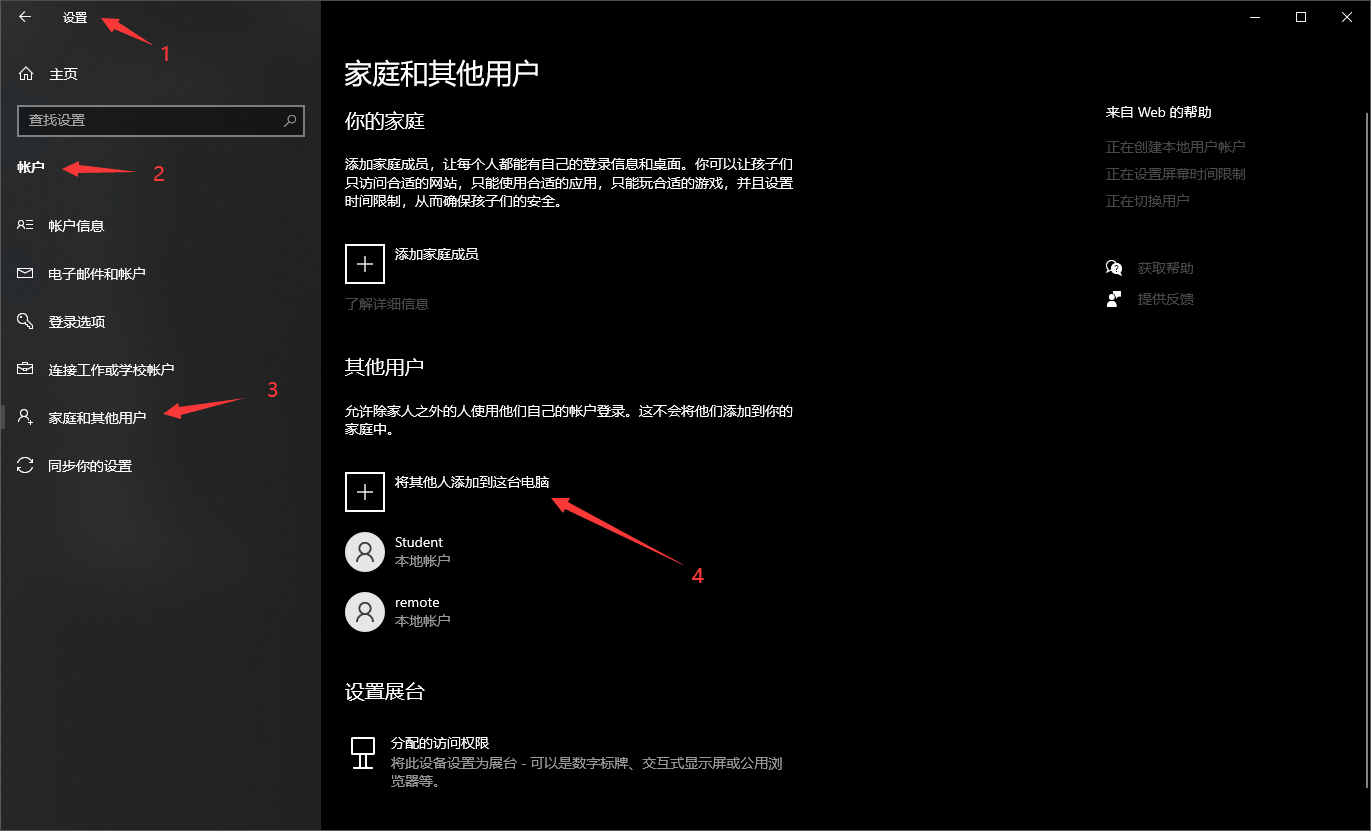 设置
1
主页
查找设置
帐户
2
帐户信息
电子邮件和帐户
登录选项
连接工作或学校帐户
3
家庭和其他用户
同步你的设置
家庭和其他用户
你的家庭
添加家庭成员，让每个人都能有自己的登录信息和桌面。你可以让孩子们
只访问合适的网站，只能使用合适的应用，只能玩合适的游戏，并且设置
时间限制，从而确保孩子们的安全。
添加家庭成员
了解详细信息
其他用户
允许除家人之外的人使用他们自己的帐户登录。这不会将他们添加到你的
家庭中。
将其他人添加到这台电脑
4
Student
本地帐户
remote
本地帐户
设置展台
分配的访问权限
将此设备设置为展台 - 可以是数字标牌、交互式显示屏或公用浏
览器等。
来自 Web 的帮助
正在创建本地用户帐户
正在设置屏幕时间限制
正在切换用户
获取帮助
提供反馈